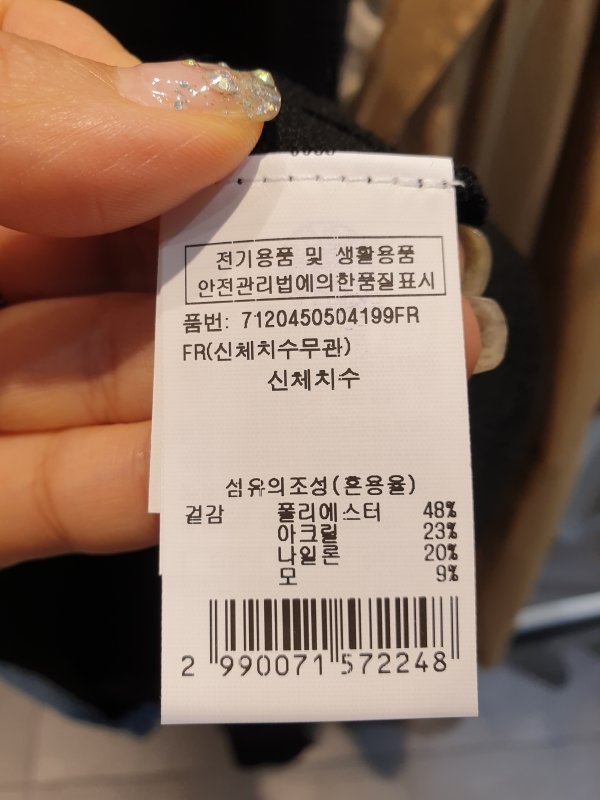 전기용품 및 생활용품
안전관리법에의한품질표시
품번: 7120450504199FR
FR(신체치수무관)
신체치수
섬유의조성(혼용율)
겉감 폴리에스터 48%
아크릴 23%
나일론 20%
모 9%
2 990071 572248